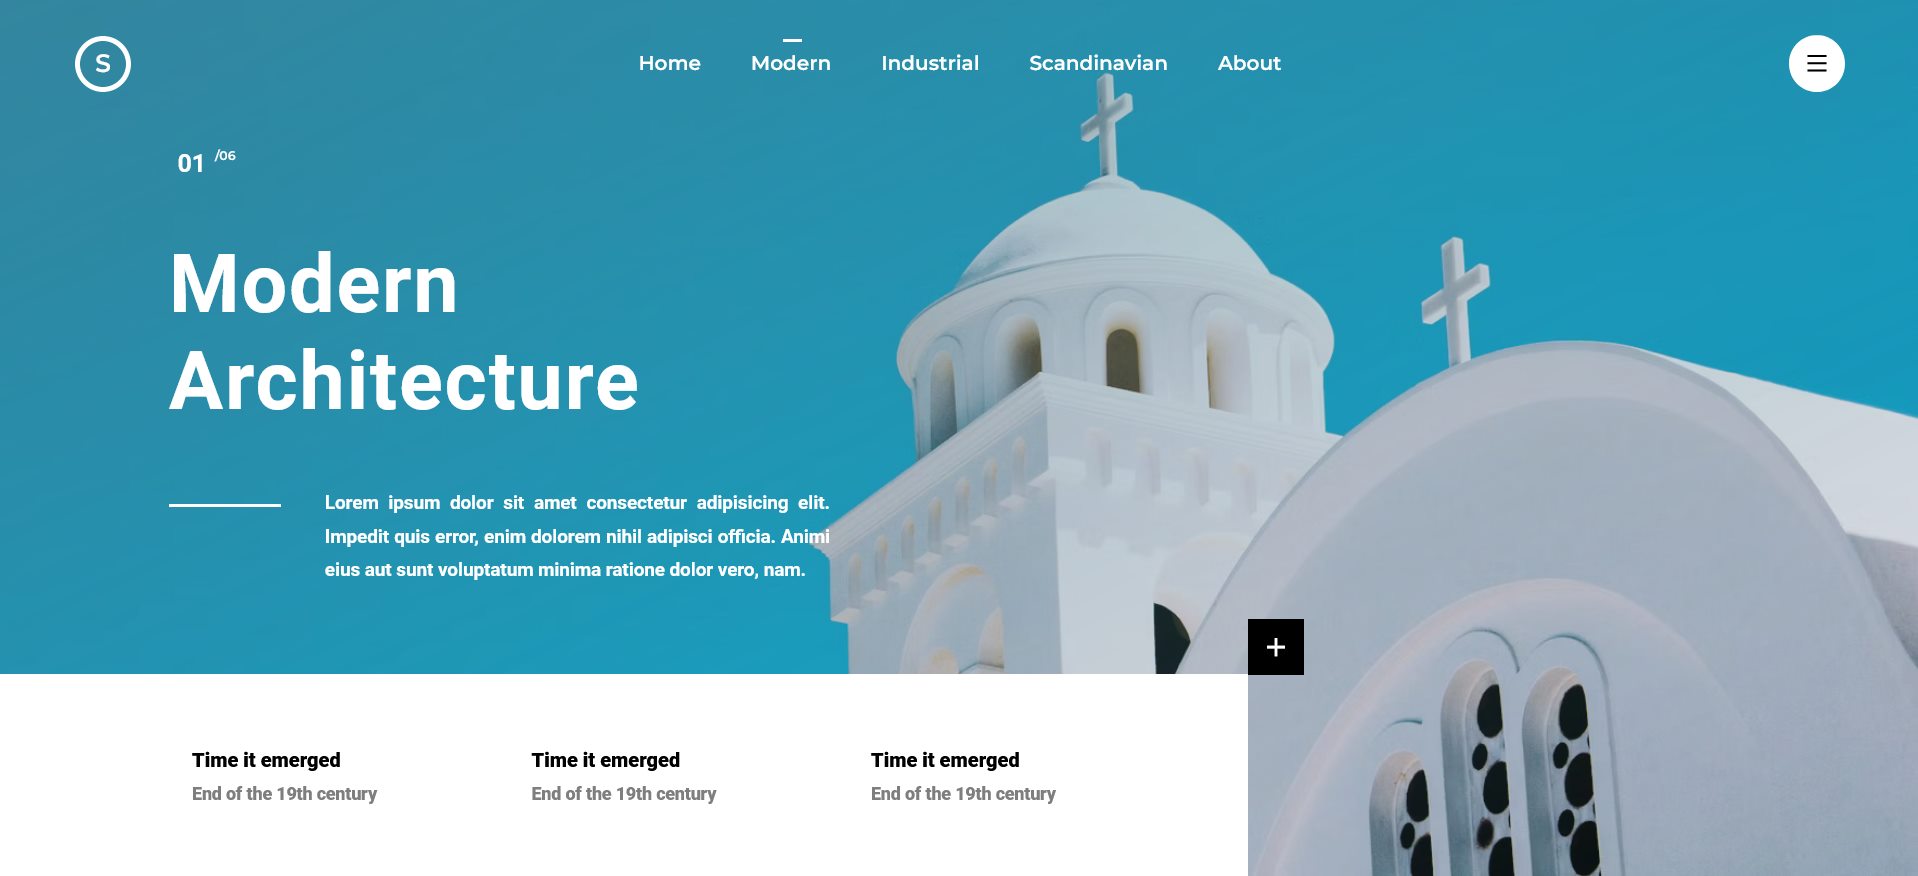 S
Home Modern Industrial Scandinavian About
01 /06
Modern
Architecture
Lorem ipsum dolor sit amet consectetur adipisicing elit.
Impedit quis error, enim dolorem nihil adipisci officia. Animi
eius aut sunt voluptatum minima ratione dolor vero, nam.
Time it emerged Time it emerged Time it emerged
End of the 19th century End of the 19th century End of the 19th century